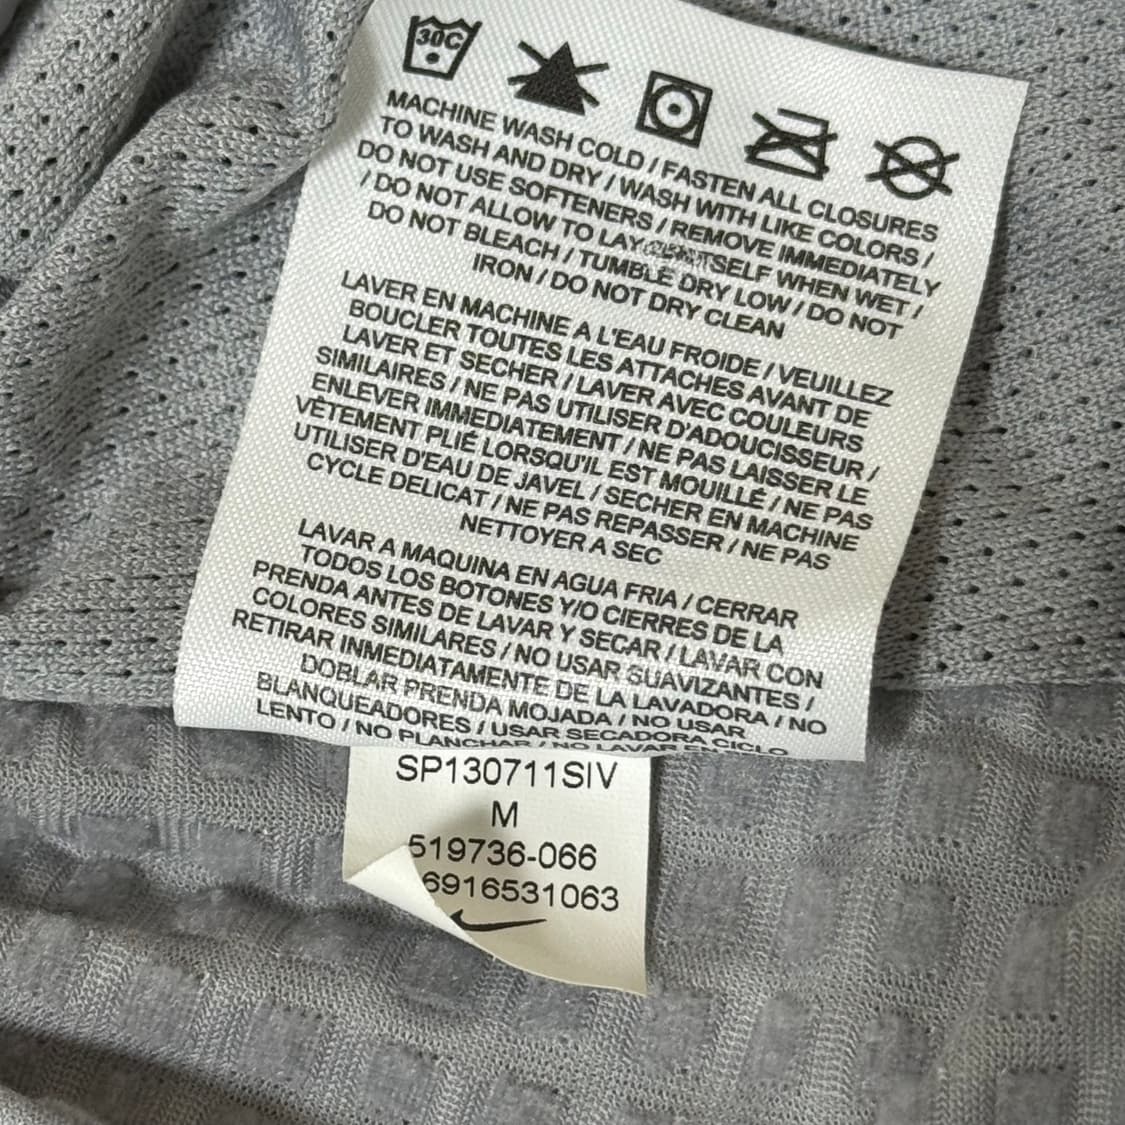 30C
MACHINE WASH COLD / FASTEN ALL CLOSURES
TO WASH AND DRY / WASH WITH LIKE COLORS /
DO NOT USE SOFTENERS / REMOVE IMMEDIATELY
/ DO NOT ALLOW TO LAY ITSELF WHEN WET /
DO NOT BLEACH / TUMBLE DRY LOW / DO NOT
IRON / DO NOT DRY CLEAN
LAVER EN MACHINE A L'EAU FROIDE / VEUILLEZ
BOUCLER TOUTES LES ATTACHES AVANT DE
LAVER ET SECHER / LAVER AVEC COULEURS
SIMILAIRES / NE PAS UTILISER D'ADOUCISSEUR /
ENLEVER IMMEDIATEMENT / NE PAS LAISSER LE
VÊTEMENT PLIÉ LORSQU'IL EST MOUILLÉ / NE PAS
UTILISER D'EAU DE JAVEL / SECHER EN MACHINE
CYCLE DELICAT / NE PAS REPASSER / NE PAS
NETTOYER A SEC
LAVAR A MAQUINA EN AGUA FRIA / CERRAR
TODOS LOS BOTONES Y/O CIERRES DE LA
PRENDA ANTES DE LAVAR Y SECAR / LAVAR CON
COLORES SIMILARES / NO USAR SUAVIZANTES /
RETIRAR INMEDIATAMENTE DE LA LAVADORA / NO
DOBLAR PRENDA MOJADA / NO USAR
BLANQUEADORES / USAR SECADORA CICLO
LENTO / NO PLANCHAR / NO LAVAR EN
SP130711SIV
M
519736-066
6916531063